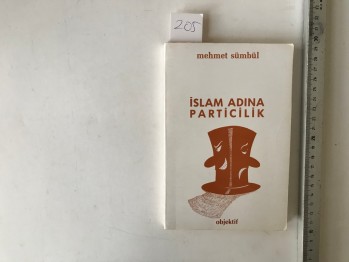 205
mehmet sümbül
İSLAM ADINA
PARTİCİLİK
objektif